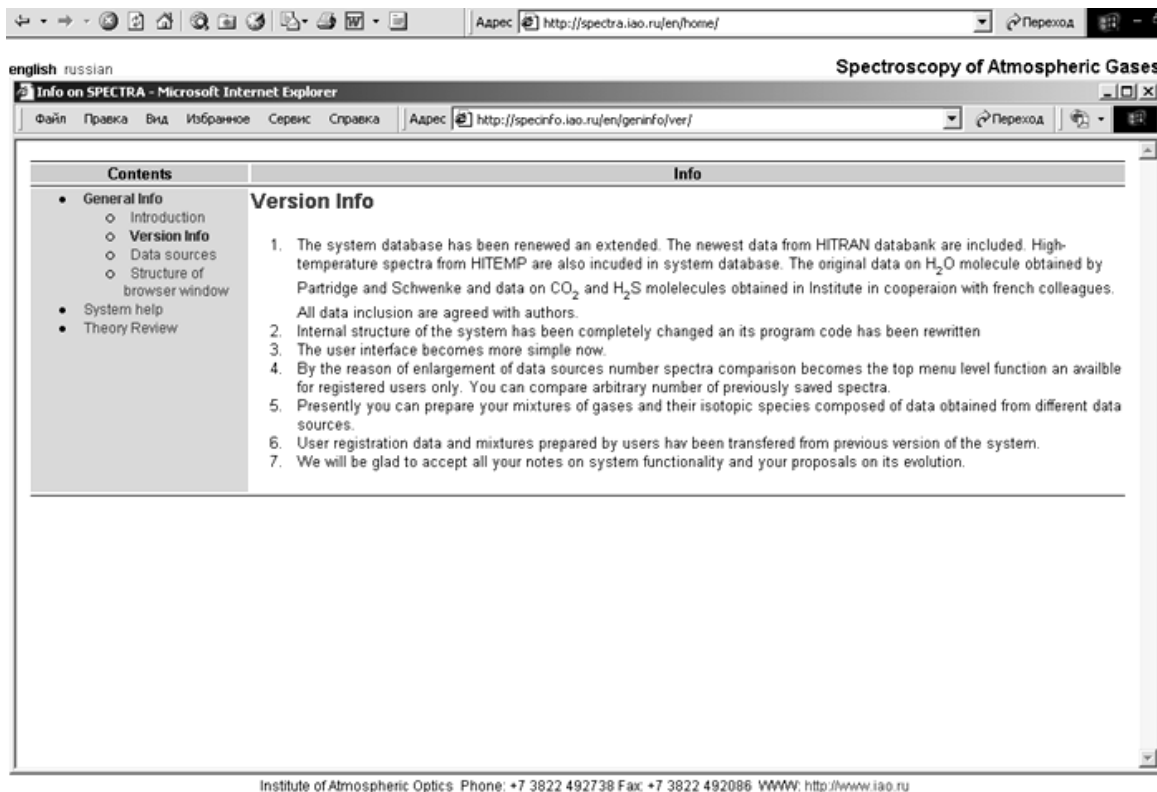 Адрес http://spectra.iao.ru/en/home/ Переход
english russian
Spectroscopy of Atmospheric Gases
Info on SPECTRA - Microsoft Internet Explorer
Файл Правка Вид Избранное Сервис Справка Адрес http://specinfo.iao.ru/en/geninfo/ver/ Переход
Contents
General Info
Introduction
Version Info
Data sources
Structure of
browser window
System help
Theory Review
Info
Version Info
1. The system database has been renewed an extended. The newest data from HITRAN databank are included. High-
temperature spectra from HITEMP are also incuded in system database. The original data on H₂O molecule obtained by
Partridge and Schwenke and data on CO₂ and H₂S molelecules obtained in Institute in cooperaion with french colleagues.
All data inclusion are agreed with authors.
2. Internal structure of the system has been completely changed an its program code has been rewritten
3. The user interface becomes more simple now.
4. By the reason of enlargement of data sources number spectra comparison becomes the top menu level function an availble
for registered users only. You can compare arbitrary number of previously saved spectra.
5. Presently you can prepare your mixtures of gases and their isotopic species composed of data obtained from different data
sources.
6. User registration data and mixtures prepared by users hav been transfered from previous version of the system.
7. We will be glad to accept all your notes on system functionality and your proposals on its evolution.
Institute of Atmospheric Optics Phone: +7 3822 492738 Fax: +7 3822 492086 WWW: http://www.iao.ru